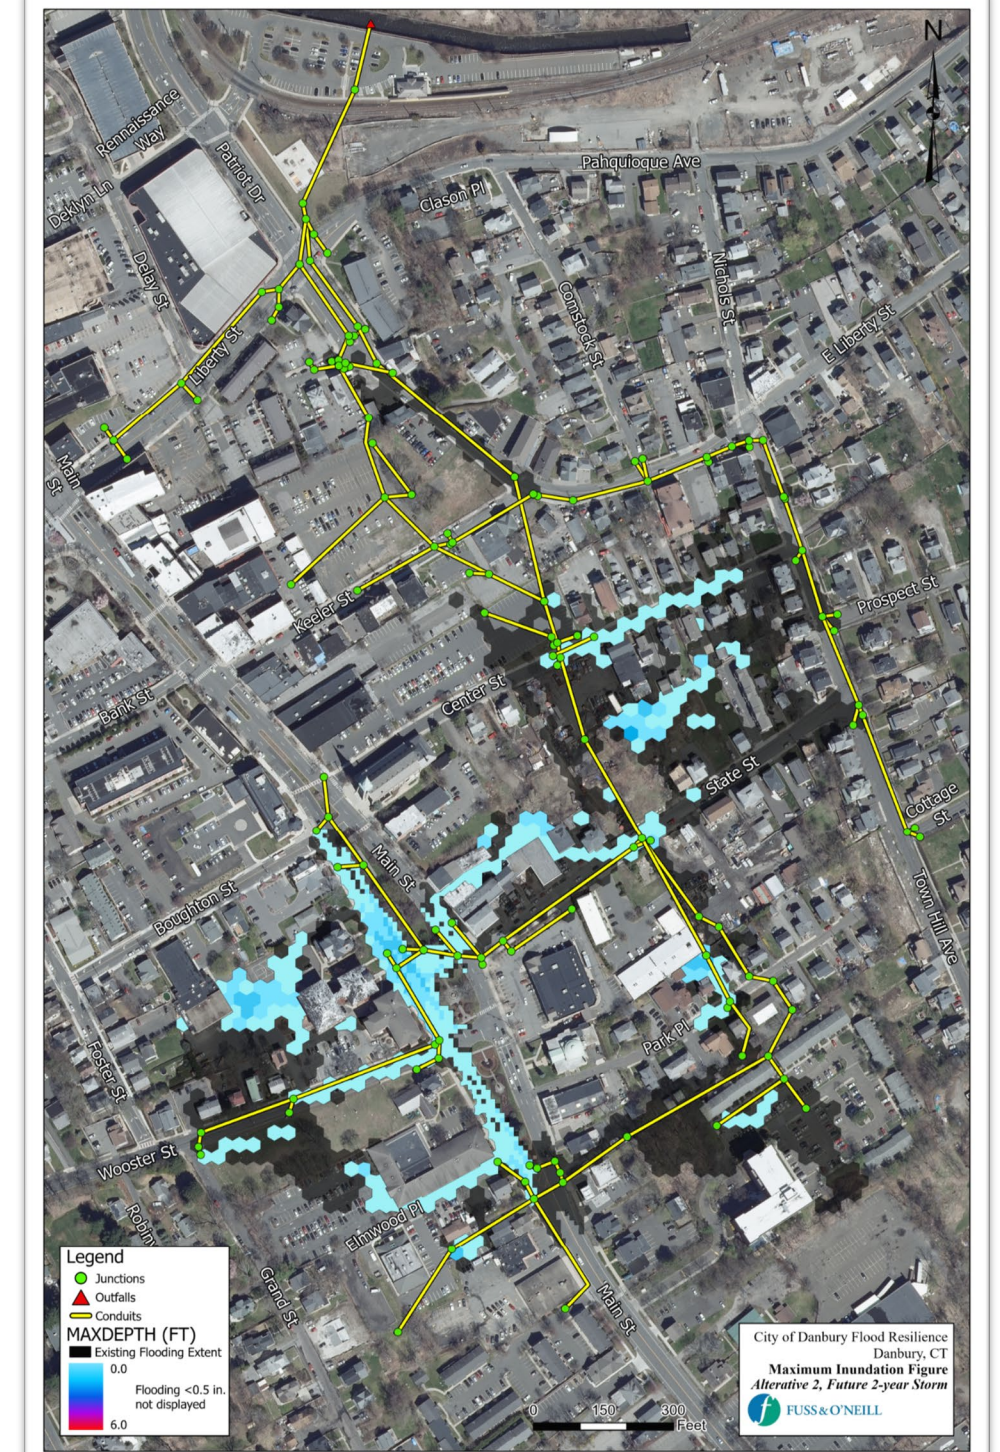 N
Rennaissance
Way
Patriot Dr
Pahquioque Ave
Clason Pl
Deklyn Ln
Delay St
Nichols St
Comstock St
E Liberty St
Liberty St
Main
St
Prospect St
Keeler St
Center St
Bank St
State St
Cottage
St
Main St
Boughton St
Town Hill Ave
Park Pl
Foster St
Wooster St
Elmwood Pl
Robinv
Grand St
Main St
Legend
Junctions
Outfalls
Conduits
MAXDEPTH (FT)
Existing Flooding Extent
0.0
Flooding <0.5 in.
not displayed
6.0
0 150 300
Feet
City of Danbury Flood Resilience
Danbury, CT
Maximum Inundation Figure
Alterative 2, Future 2-year Storm
FUSS & O'NEILL